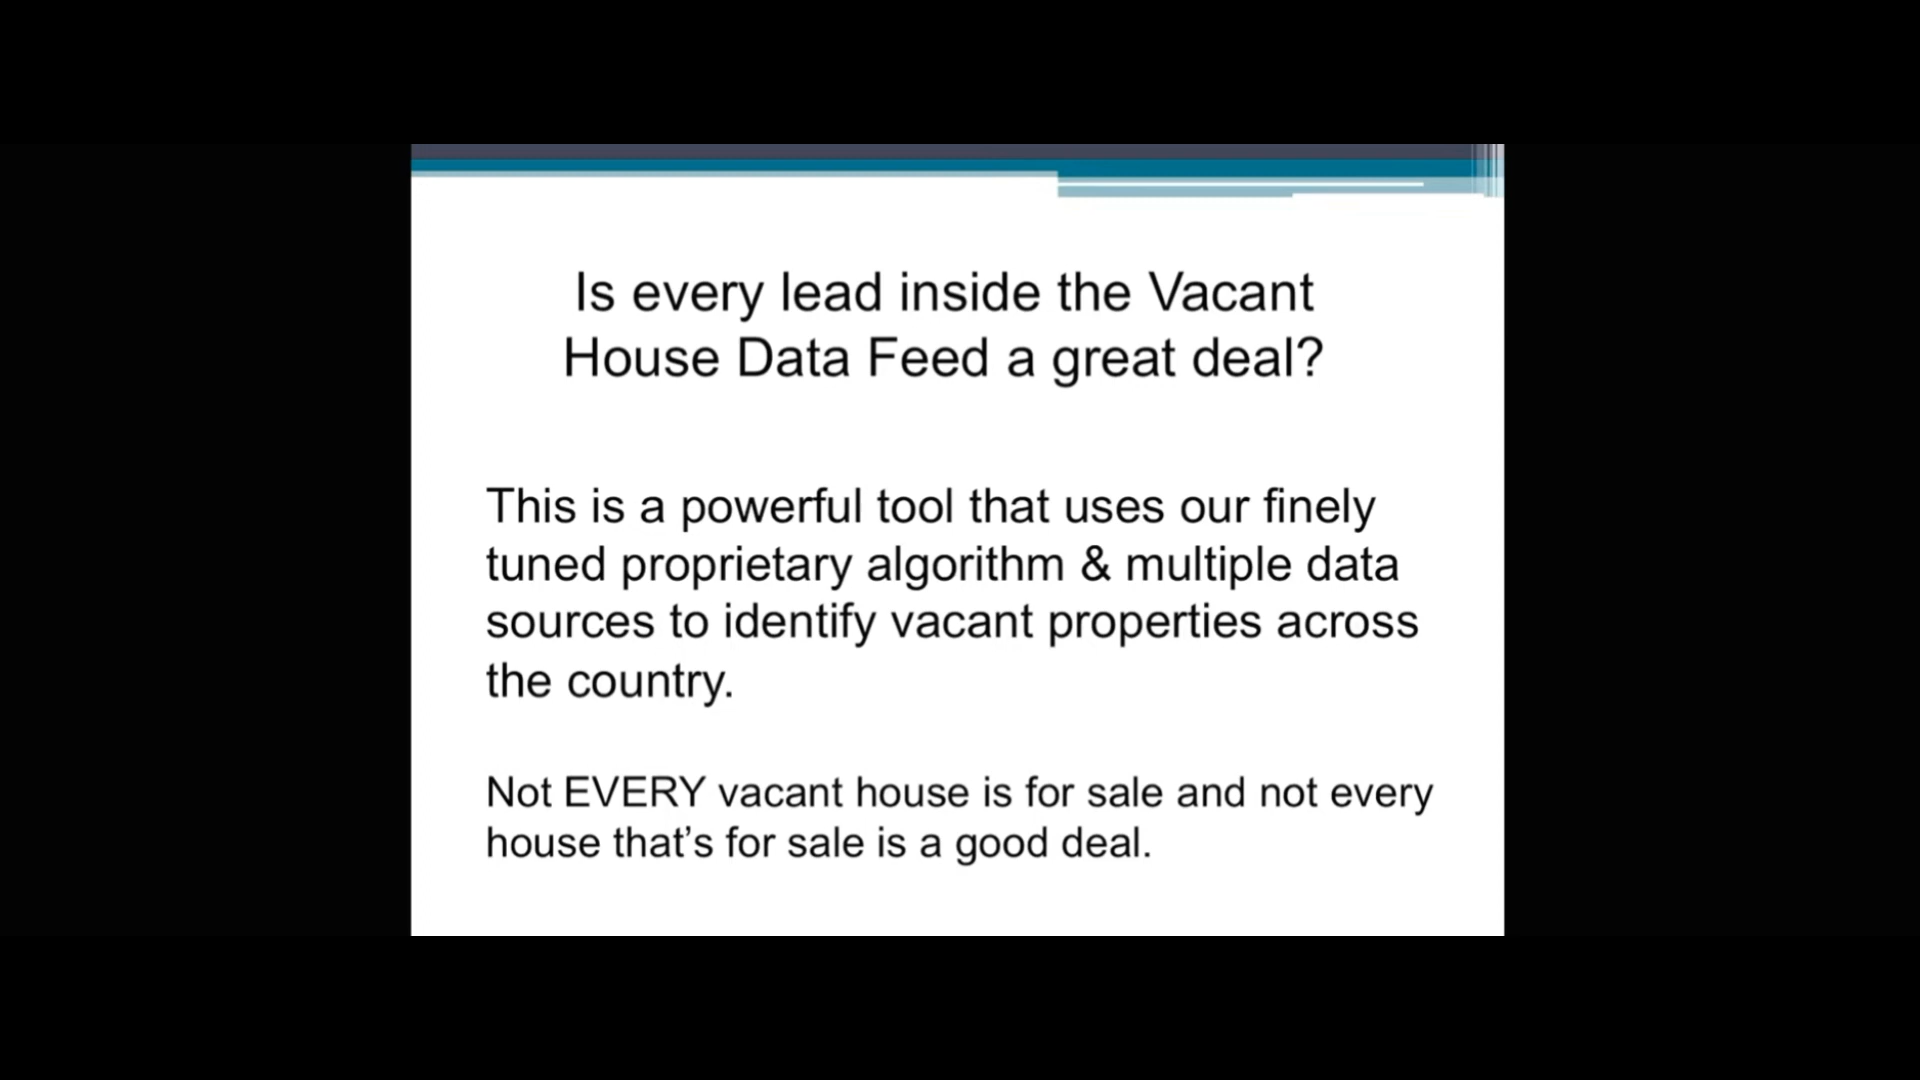 Is every lead inside the Vacant
House Data Feed a great deal?
This is a powerful tool that uses our finely
tuned proprietary algorithm & multiple data
sources to identify vacant properties across
the country.
Not EVERY vacant house is for sale and not every
house that’s for sale is a good deal.